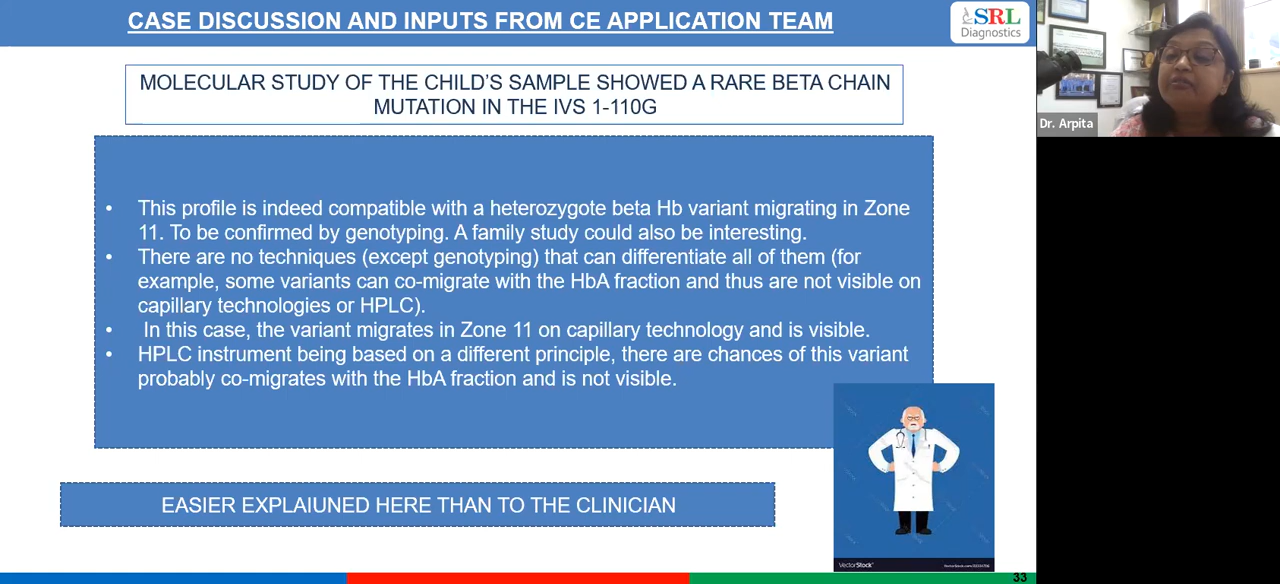 CASE DISCUSSION AND INPUTS FROM CE APPLICATION TEAM
SRL
Diagnostics
MOLECULAR STUDY OF THE CHILD'S SAMPLE SHOWED A RARE BETA CHAIN
MUTATION IN THE IVS 1-110G
Dr. Arpita
• This profile is indeed compatible with a heterozygote beta Hb variant migrating in Zone
11. To be confirmed by genotyping. A family study could also be interesting.
• There are no techniques (except genotyping) that can differentiate all of them (for
example, some variants can co-migrate with the HbA fraction and thus are not visible on
capillary technologies or HPLC).
• In this case, the variant migrates in Zone 11 on capillary technology and is visible.
• HPLC instrument being based on a different principle, there are chances of this variant
probably co-migrates with the HbA fraction and is not visible.
EASIER EXPLAIUNED HERE THAN TO THE CLINICIAN
VectorStock®
33